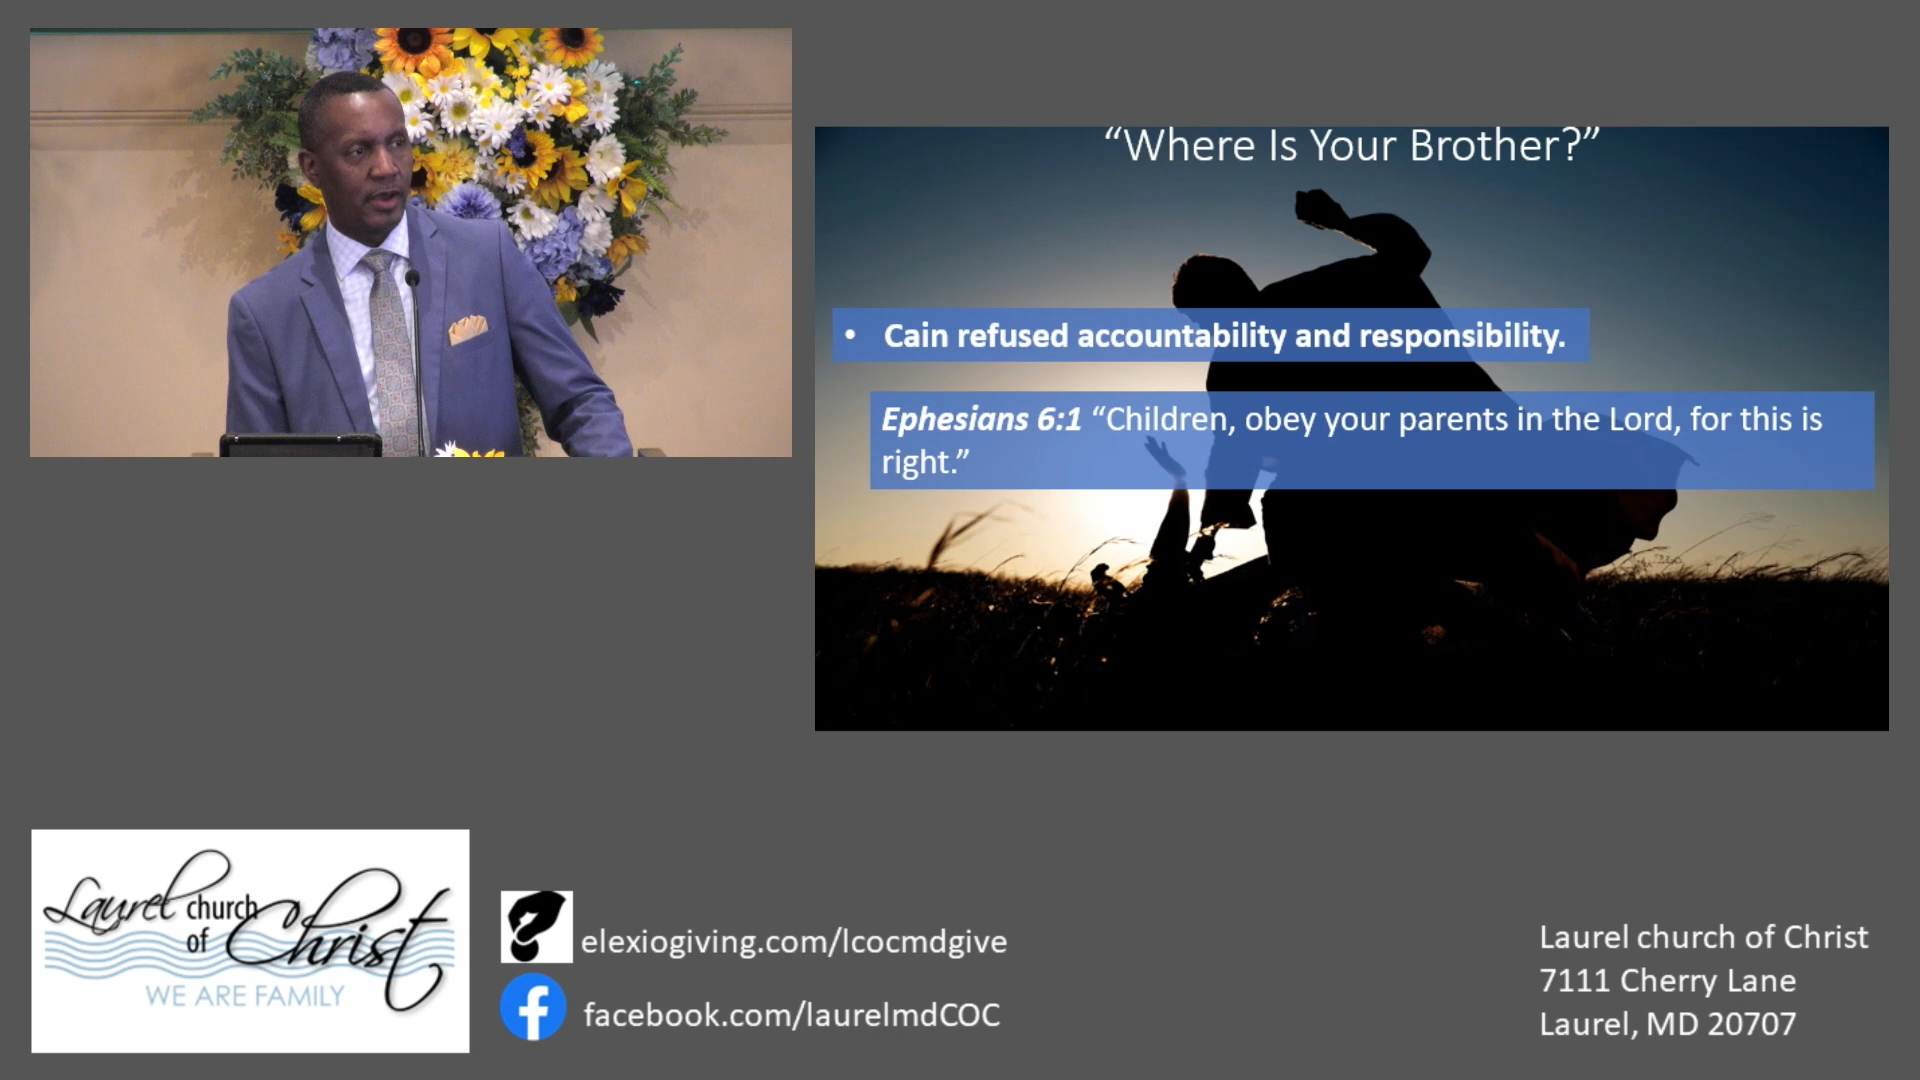 “Where Is Your Brother?”
• Cain refused accountability and responsibility.
Ephesians 6:1 “Children, obey your parents in the Lord, for this is
right.”
Laurel church
of Christ
WE ARE FAMILY
elexiogiving.com/lcocmdgive
facebook.com/laurelmdCOC
Laurel church of Christ
7111 Cherry Lane
Laurel, MD 20707